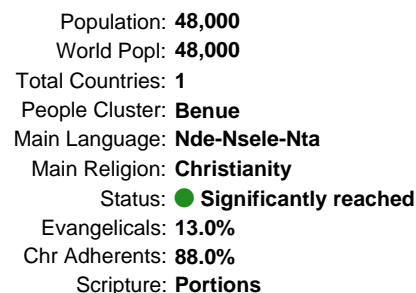 Population: 48,000
World Popl: 48,000
Total Countries: 1
People Cluster: Benue
Main Language: Nde-Nsele-Nta
Main Religion: Christianity
Status: Significantly reached
Evangelicals: 13.0%
Chr Adherents: 88.0%
Scripture: Portions